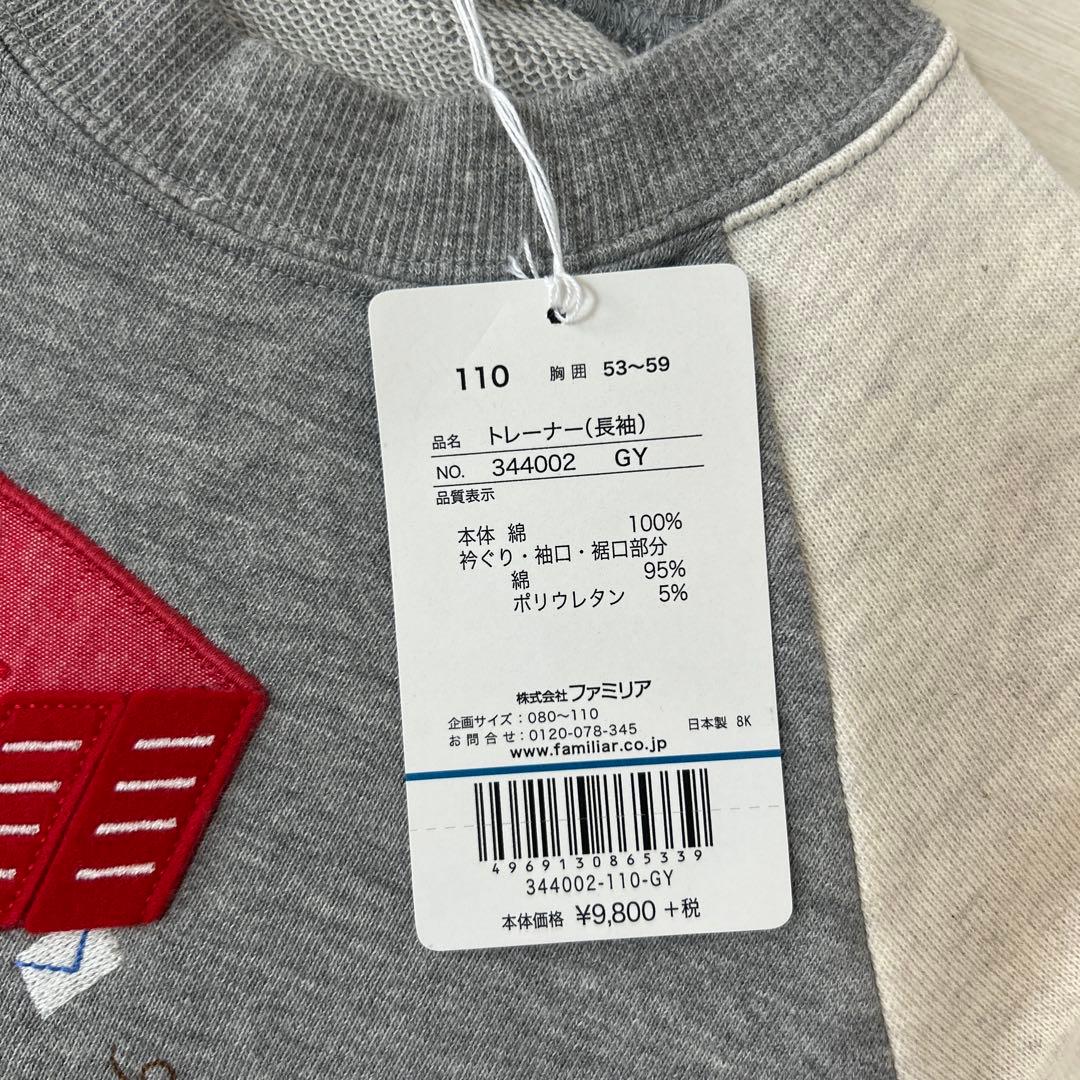 110 胸囲 53〜59
品名 トレーナー(長袖)
NO. 344002 GY
品質表示
本体 綿 100%
衿ぐり・袖口・裾口部分
綿 95%
ポリウレタン 5%
株式会社ファミリア
企画サイズ:080〜110
お問合せ:0120-078-345 日本製 8K
www.familiar.co.jp
4969130865339
344002-110-GY
本体価格 ¥9,800+税